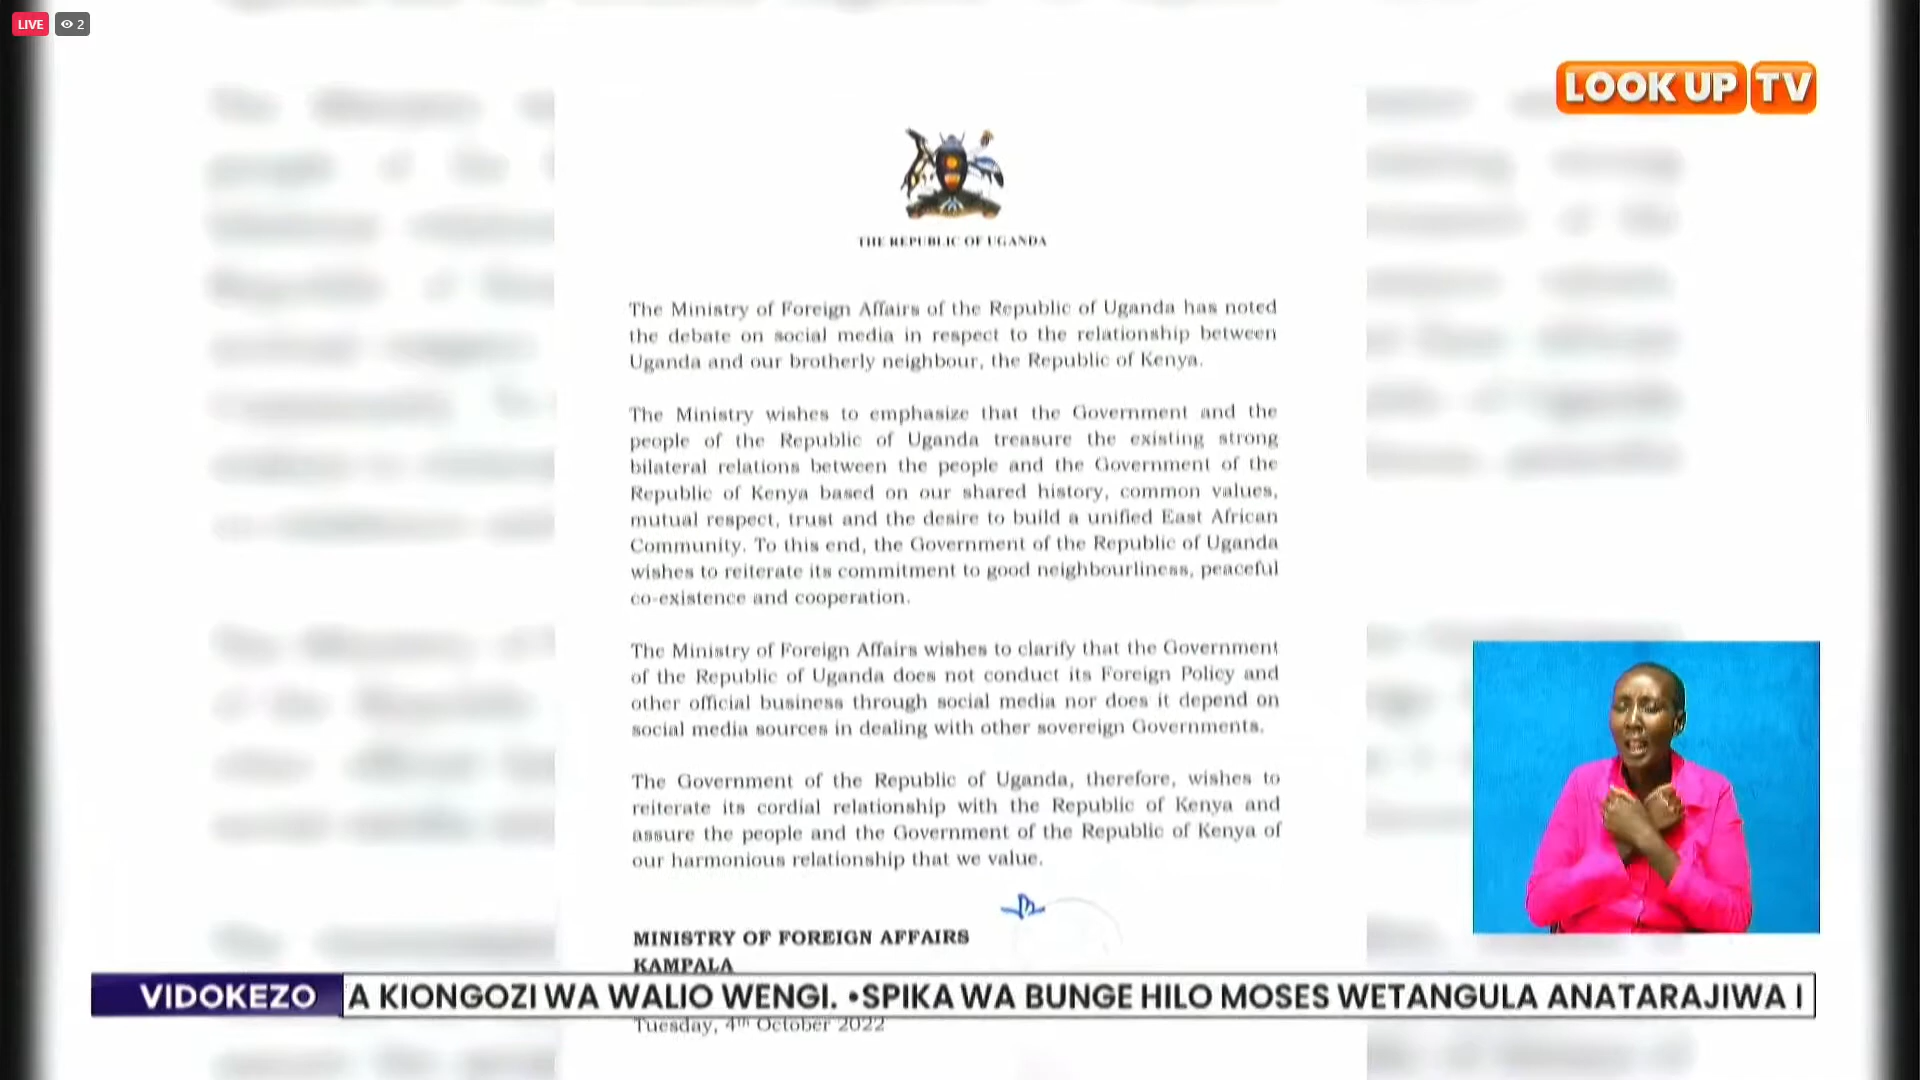 LIVE 2
LOOK UP TV
THE REPUBLIC OF UGANDA
The Ministry of Foreign Affairs of the Republic of Uganda has noted
the debate on social media in respect to the relationship between
Uganda and our brotherly neighbour, the Republic of Kenya.
The Ministry wishes to emphasize that the Government and the
people of the Republic of Uganda treasure the existing strong
bilateral relations between the people and the Government of the
Republic of Kenya based on our shared history, common values,
mutual respect, trust and the desire to build a unified East African
Community. To this end, the Government of the Republic of Uganda
wishes to reiterate its commitment to good neighbourliness, peaceful
co-existence and cooperation.
The Ministry of Foreign Affairs wishes to clarify that the Government
of the Republic of Uganda does not conduct its Foreign Policy and
other official business through social media nor does it depend on
social media sources in dealing with other sovereign Governments.
The Government of the Republic of Uganda, therefore, wishes to
reiterate its cordial relationship with the Republic of Kenya and
assure the people and the Government of the Republic of Kenya of
our harmonious relationship that we value.
MINISTRY OF FOREIGN AFFAIRS
KAMPALA
VIDOKEZO A KIONGOZI WA WALIO WENGI. •SPIKA WA BUNGE HILO MOSES WETANGULA ANATARAJIWA
Tuesday, 4th October 2022